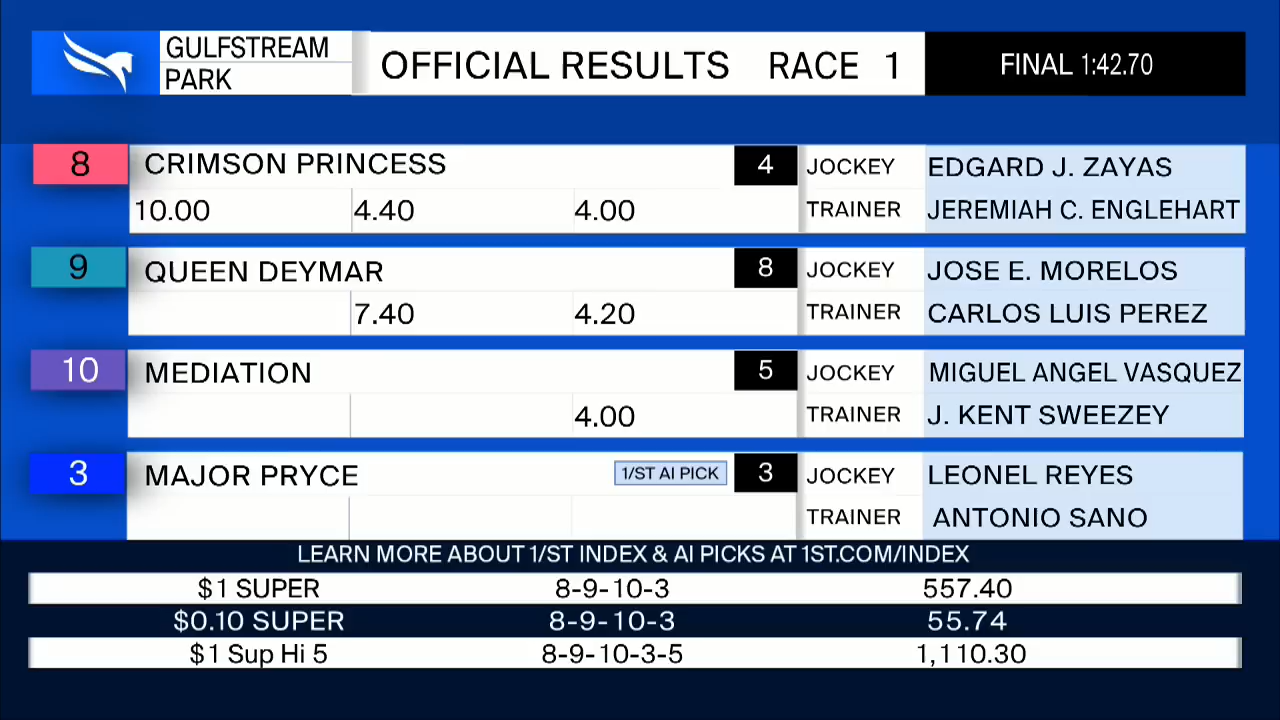 GULFSTREAM
PARK
OFFICIAL RESULTS RACE 1
FINAL 1:42.70
8 CRIMSON PRINCESS 4 JOCKEY EDGARD J. ZAYAS
10.00 4.40 4.00 TRAINER JEREMIAH C. ENGLEHART
9 QUEEN DEYMAR 8 JOCKEY JOSE E. MORELOS
7.40 4.20 TRAINER CARLOS LUIS PEREZ
10 MEDIATION 5 JOCKEY MIGUEL ANGEL VASQUEZ
4.00 TRAINER J. KENT SWEEZEY
3 MAJOR PRYCE 1/ST AI PICK 3 JOCKEY LEONEL REYES
TRAINER ANTONIO SANO
LEARN MORE ABOUT 1/ST INDEX & AI PICKS AT 1ST.COM/INDEX
$1 SUPER 8-9-10-3 557.40
$0.10 SUPER 8-9-10-3 55.74
$1 Sup Hi 5 8-9-10-3-5 1,110.30